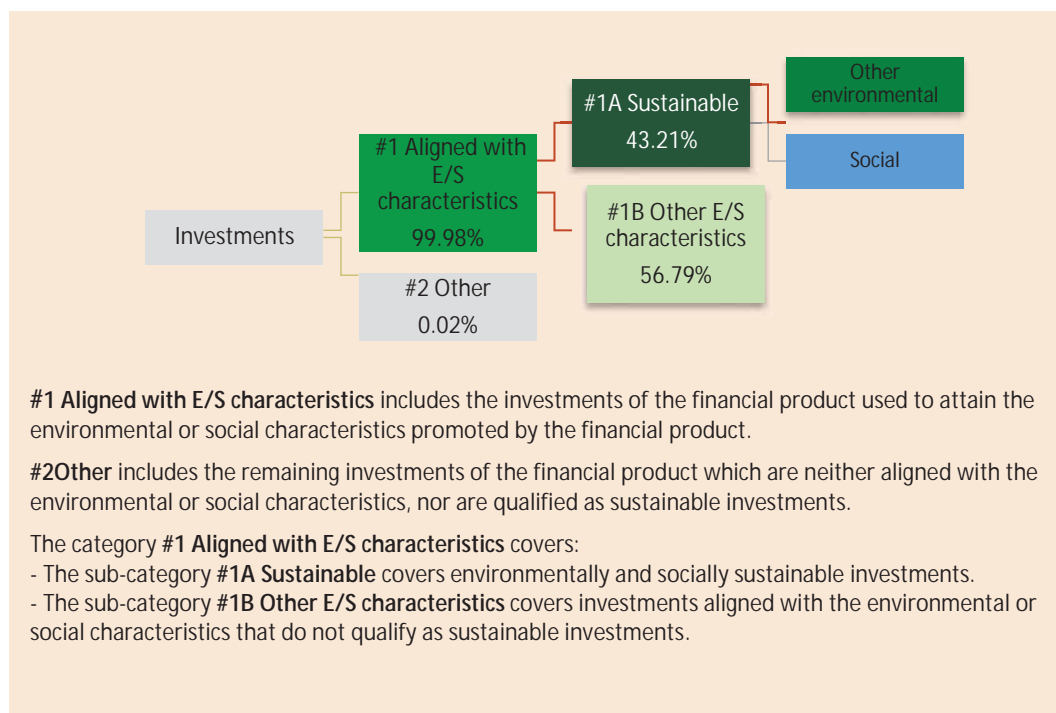 Other
environmental
#1A Sustainable
43.21%
Social
#1 Aligned with
E/S
characteristics
99.98%
#1B Other E/S
characteristics
56.79%
Investments
#2 Other
0.02%
#1 Aligned with E/S characteristics includes the investments of the financial product used to attain the
environmental or social characteristics promoted by the financial product.
#2Other includes the remaining investments of the financial product which are neither aligned with the
environmental or social characteristics, nor are qualified as sustainable investments.
The category #1 Aligned with E/S characteristics covers:
- The sub-category #1A Sustainable covers environmentally and socially sustainable investments.
- The sub-category #1B Other E/S characteristics covers investments aligned with the environmental or
social characteristics that do not qualify as sustainable investments.